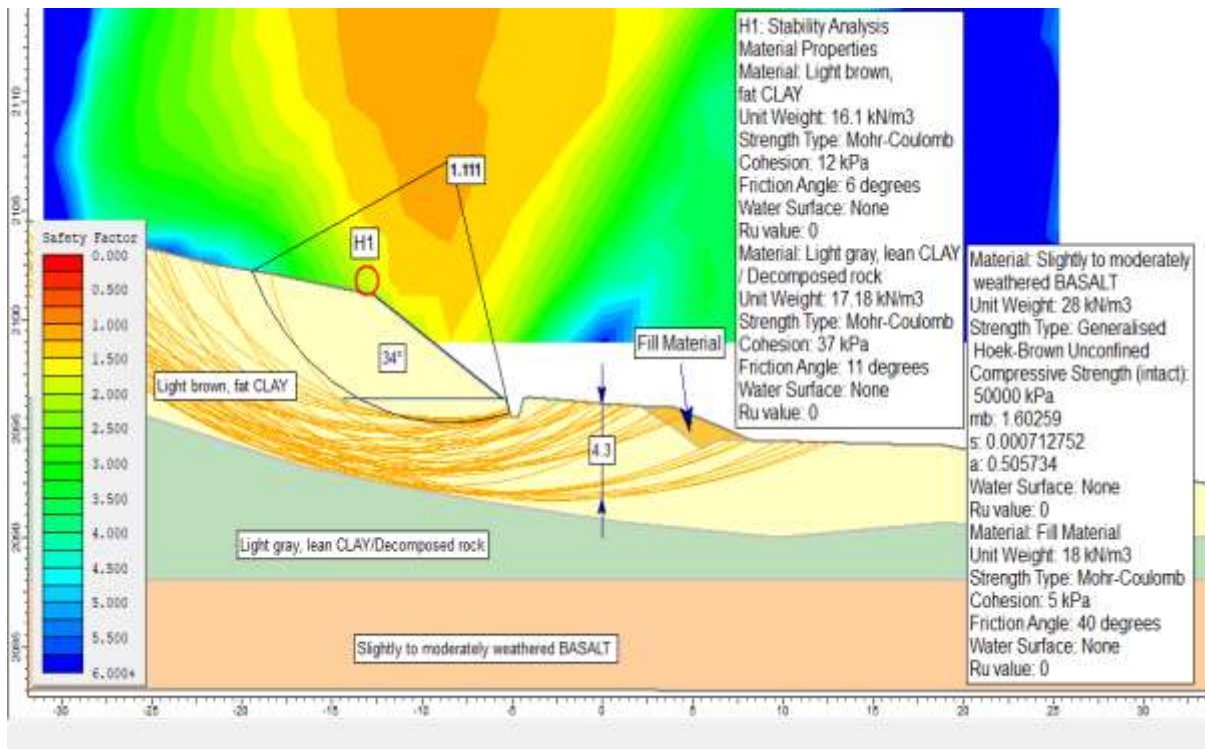 H1: Stability Analysis
Material Properties
Material: Light brown,
fat CLAY
Unit Weight: 16.1 kN/m3
Strength Type: Mohr-Coulomb
Cohesion: 12 kPa
Friction Angle: 6 degrees
Water Surface: None
Ru value: 0
Material: Light gray, lean CLAY
/ Decomposed rock
Unit Weight: 17.18 kN/m3
Strength Type: Mohr-Coulomb
Cohesion: 37 kPa
Friction Angle: 11 degrees
Water Surface: None
Ru value: 0
Material: Slightly to moderately
weathered BASALT
Unit Weight: 28 kN/m3
Strength Type: Generalised
Hoek-Brown Unconfined
Compressive Strength (intact):
50000 kPa
mb: 1.60259
s: 0.000712752
a: 0.505734
Water Surface: None
Ru value: 0
Material: Fill Material
Unit Weight: 18 kN/m3
Strength Type: Mohr-Coulomb
Cohesion: 5 kPa
Friction Angle: 40 degrees
Water Surface: None
Ru value: 0
1.111
H1
34°
Fill Material
4.3
Light brown, fat CLAY
Light gray, lean CLAY/Decomposed rock
Slightly to moderately weathered BASALT
Safety Factor
0.000
0.500
1.000
1.500
2.000
2.500
3.000
3.500
4.000
4.500
5.000
5.500
6.000+
2110
2105
2100
2095
2090
2085
-30 -25 -20 -15 -10 -5 0 5 10 15 20 25 30